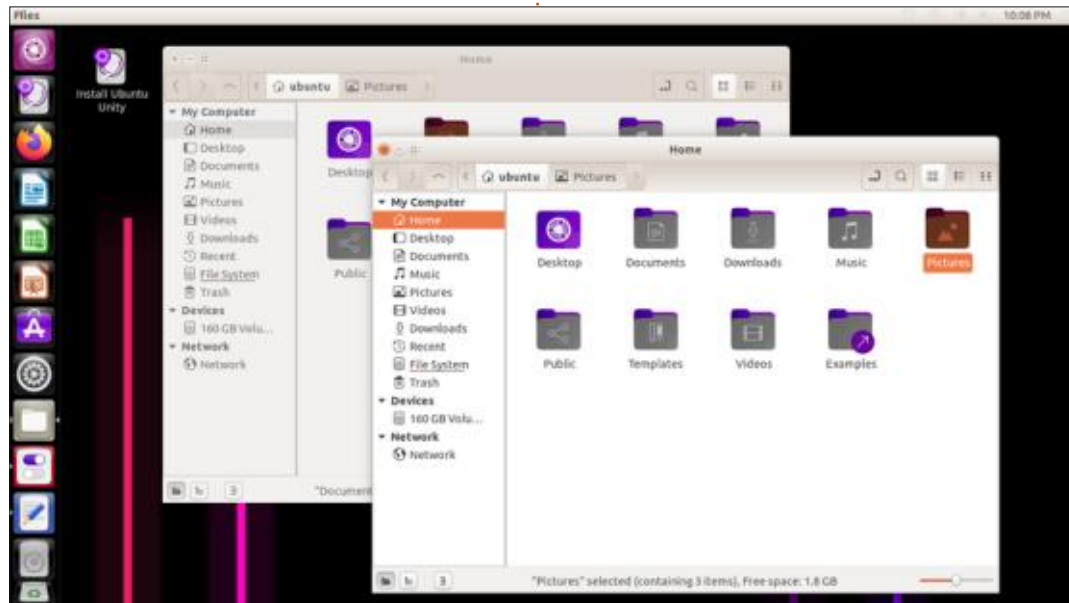 Files
10:08 PM
Install Ubuntu
Unity
Home
ubuntu Pictures
My Computer
Home
Desktop
Documents
Music
Pictures
Videos
Downloads
Recent
File System
Trash
Devices
160 GB Volu...
Network
Network
Desktop
Public
"Document
Home
ubuntu Pictures
My Computer
Home
Desktop
Documents
Music
Pictures
Videos
Downloads
Recent
File System
Trash
Devices
160 GB Volu...
Network
Network
Desktop Documents Downloads Music Pictures
Public Templates Videos Examples
"Pictures" selected (containing 3 items), Free space: 1.8 GB